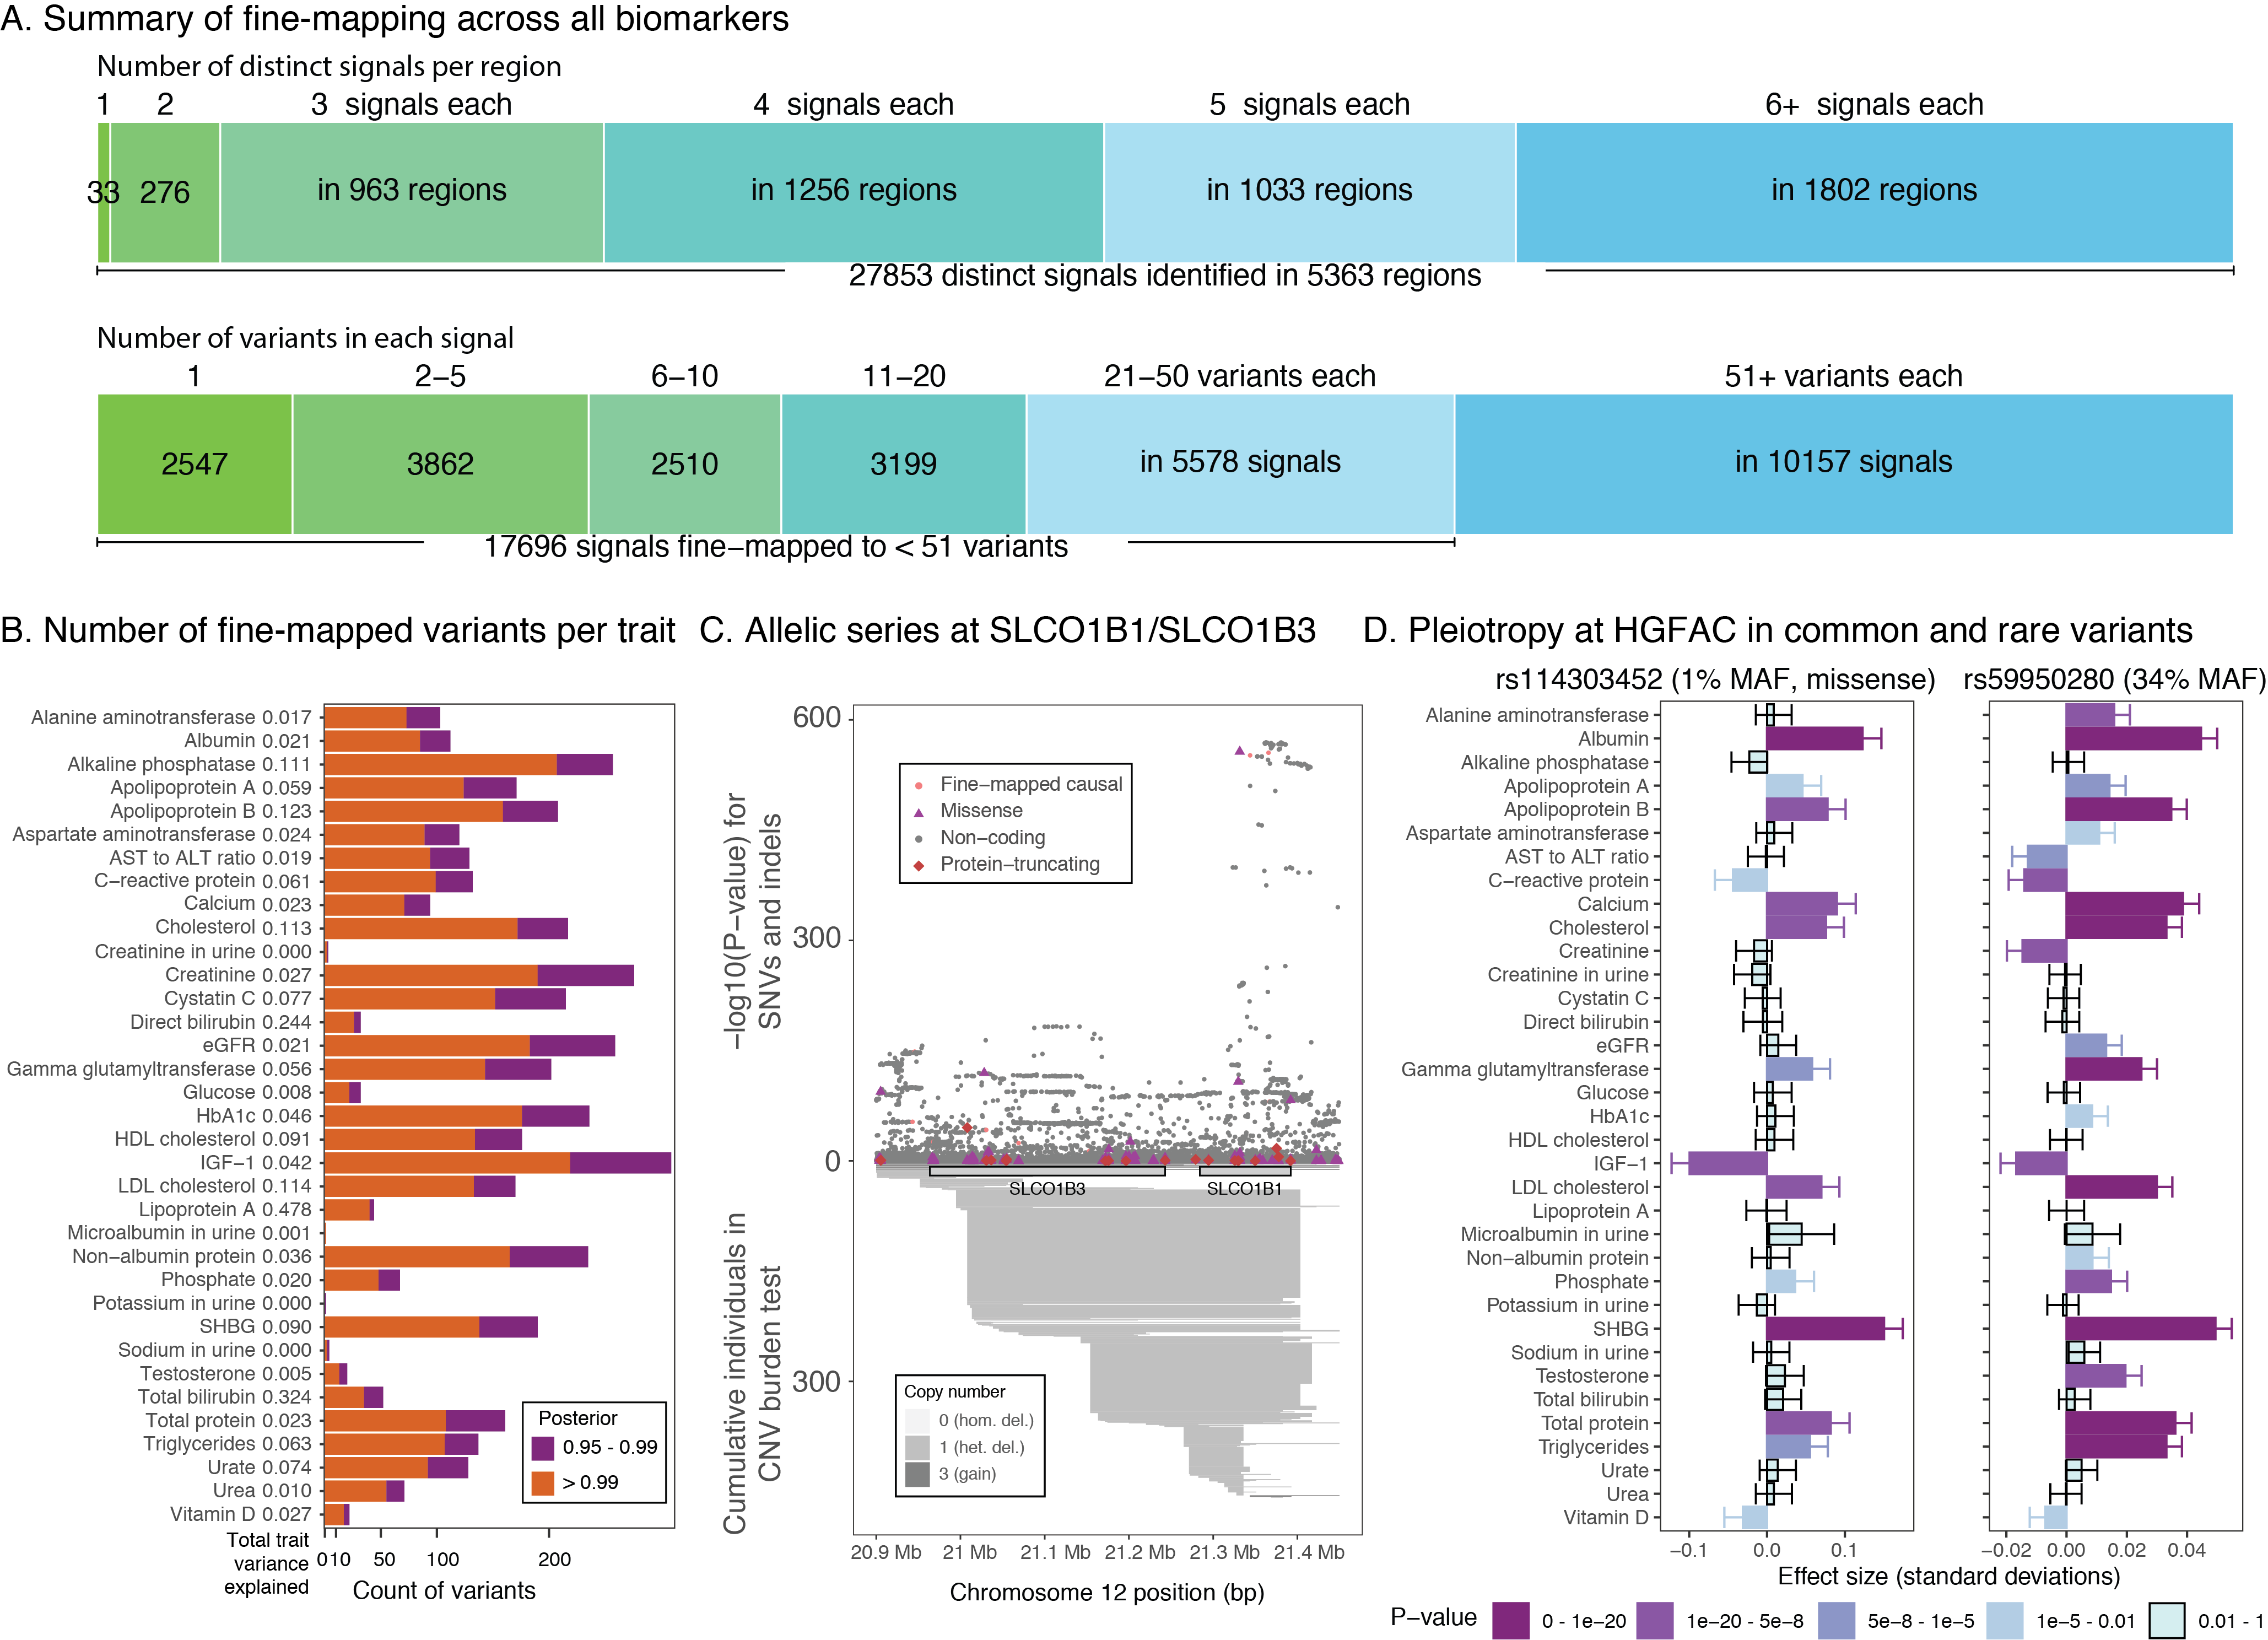 A. Summary of fine-mapping across all biomarkers
Number of distinct signals per region
1 2 3 signals each 4 signals each 5 signals each 6+ signals each
33 276 in 963 regions in 1256 regions in 1033 regions in 1802 regions
27853 distinct signals identified in 5363 regions
Number of variants in each signal
1 2–5 6–10 11–20 21–50 variants each 51+ variants each
2547 3862 2510 3199 in 5578 signals in 10157 signals
17696 signals fine–mapped to < 51 variants
B. Number of fine-mapped variants per trait
Alanine aminotransferase 0.017
Albumin 0.021
Alkaline phosphatase 0.111
Apolipoprotein A 0.059
Apolipoprotein B 0.123
Aspartate aminotransferase 0.024
AST to ALT ratio 0.019
C–reactive protein 0.061
Calcium 0.023
Cholesterol 0.113
Creatinine in urine 0.000
Creatinine 0.027
Cystatin C 0.077
Direct bilirubin 0.244
eGFR 0.021
Gamma glutamyltransferase 0.056
Glucose 0.008
HbA1c 0.046
HDL cholesterol 0.091
IGF–1 0.042
LDL cholesterol 0.114
Lipoprotein A 0.478
Microalbumin in urine 0.001
Non–albumin protein 0.036
Phosphate 0.020
Potassium in urine 0.000
SHBG 0.090
Sodium in urine 0.000
Testosterone 0.005
Total bilirubin 0.324
Total protein 0.023
Triglycerides 0.063
Urate 0.074
Urea 0.010
Vitamin D 0.027
Posterior
0.95 - 0.99
> 0.99
Total trait
variance
explained
0 10 50 100 200
Count of variants
C. Allelic series at SLCO1B1/SLCO1B3
–log10(P–value) for
SNVs and indels
600
300
0
Fine–mapped causal
Missense
Non–coding
Protein–truncating
SLCO1B3 SLCO1B1
Cumulative individuals in
CNV burden test
300
Copy number
0 (hom. del.)
1 (het. del.)
3 (gain)
20.9 Mb 21 Mb 21.1 Mb 21.2 Mb 21.3 Mb 21.4 Mb
Chromosome 12 position (bp)
D. Pleiotropy at HGFAC in common and rare variants
rs114303452 (1% MAF, missense) rs59950280 (34% MAF)
Alanine aminotransferase
Albumin
Alkaline phosphatase
Apolipoprotein A
Apolipoprotein B
Aspartate aminotransferase
AST to ALT ratio
C–reactive protein
Calcium
Cholesterol
Creatinine
Creatinine in urine
Cystatin C
Direct bilirubin
eGFR
Gamma glutamyltransferase
Glucose
HbA1c
HDL cholesterol
IGF–1
LDL cholesterol
Lipoprotein A
Microalbumin in urine
Non–albumin protein
Phosphate
Potassium in urine
SHBG
Sodium in urine
Testosterone
Total bilirubin
Total protein
Triglycerides
Urate
Urea
Vitamin D
–0.1 0.0 0.1 –0.02 0.00 0.02 0.04
Effect size (standard deviations)
P–value 0 - 1e–20 1e–20 - 5e–8 5e–8 - 1e–5 1e–5 - 0.01 0.01 - 1